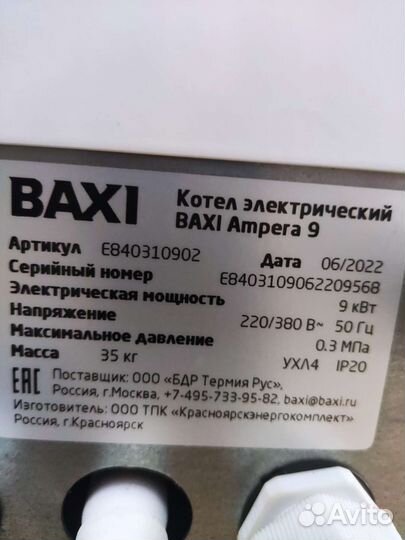 BAXI
Котел электрический
BAXI Ampera 9
Артикул E840310902 Дата 06/2022
Серийный номер E8403109062209568
Электрическая мощность 9 кВт
Напряжение 220/380 В~ 50 Гц
Максимальное давление 0.3 МПа
Масса 35 кг УХЛ4 IP20
EAC Поставщик: ООО «БДР Термия Рус»,
Россия, г.Москва, +7-495-733-95-82, baxi@baxi.ru
Изготовитель: ООО ТПК «Красноярскэнергокомплект»
Россия, г.Красноярск
Avito